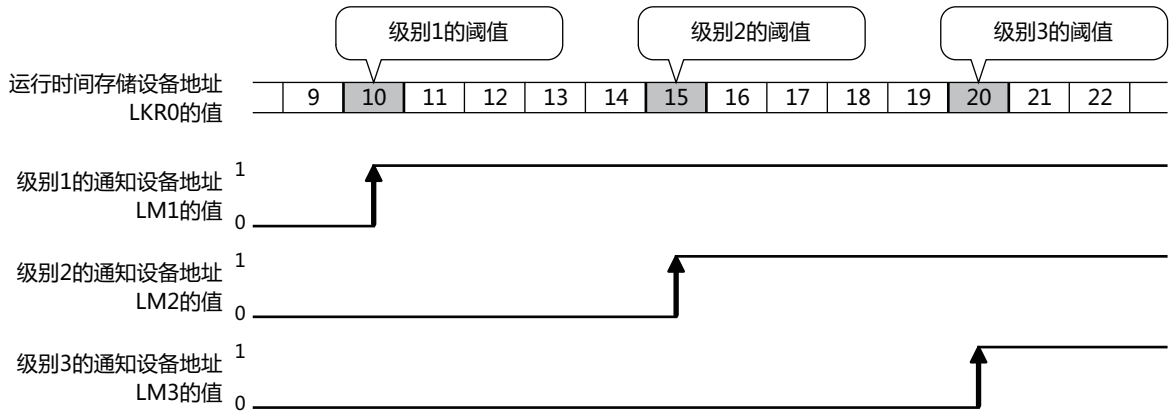 级别1的阈值 级别2的阈值 级别3的阈值
运行时间存储设备地址
LKR0的值
9 10 11 12 13 14 15 16 17 18 19 20 21 22
级别1的通知设备地址 1
LM1的值 0
级别2的通知设备地址 1
LM2的值 0
级别3的通知设备地址 1
LM3的值 0